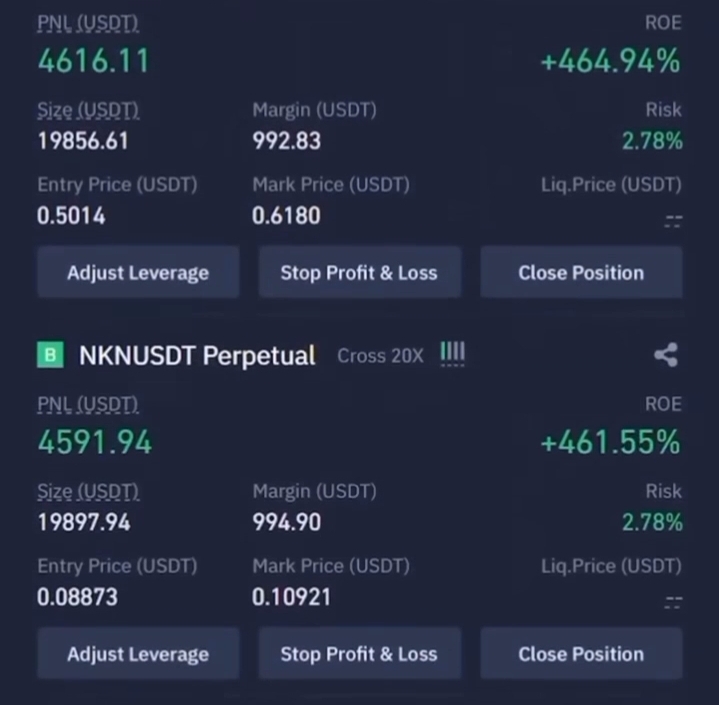 PNL (USDT) ROE
4616.11 +464.94%
Size (USDT) Margin (USDT) Risk
19856.61 992.83 2.78%
Entry Price (USDT) Mark Price (USDT) Liq.Price (USDT)
0.5014 0.6180 --
Adjust Leverage Stop Profit & Loss Close Position
B NKNUSDT Perpetual Cross 20X
PNL (USDT) ROE
4591.94 +461.55%
Size (USDT) Margin (USDT) Risk
19897.94 994.90 2.78%
Entry Price (USDT) Mark Price (USDT) Liq.Price (USDT)
0.08873 0.10921 --
Adjust Leverage Stop Profit & Loss Close Position